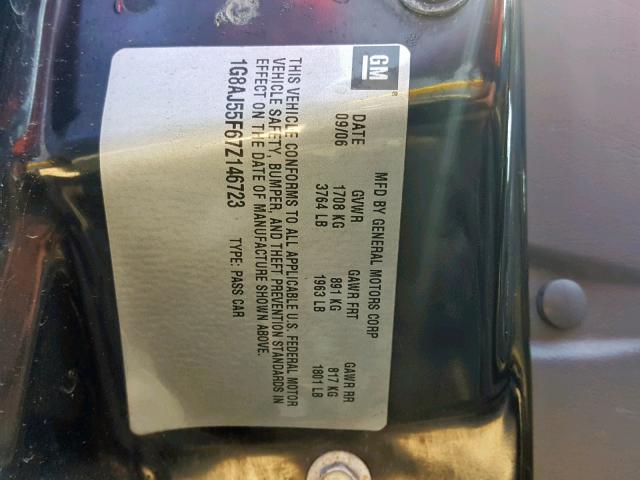 GM
®
MFD BY GENERAL MOTORS CORP
DATE GVWR GAWR FRT GAWR RR
09/06 1708 KG 891 KG 817 KG
3764 LB 1963 LB 1801 LB
THIS VEHICLE CONFORMS TO ALL APPLICABLE U.S. FEDERAL MOTOR
VEHICLE SAFETY, BUMPER, AND THEFT PREVENTION STANDARDS IN
EFFECT ON THE DATE OF MANUFACTURE SHOWN ABOVE.
1G8AJ55F67Z146723 TYPE: PASS CAR